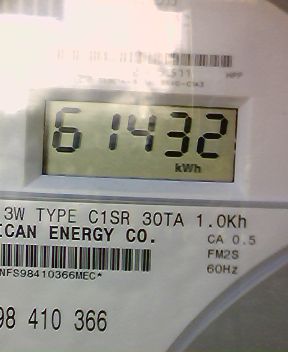 HPP
61432
kWh
3W TYPE C1SR 30TA 1.0Kh
ICAN ENERGY CO.
CA 0.5
FM2S
NFS98410366MEC*
60Hz
98 410 366